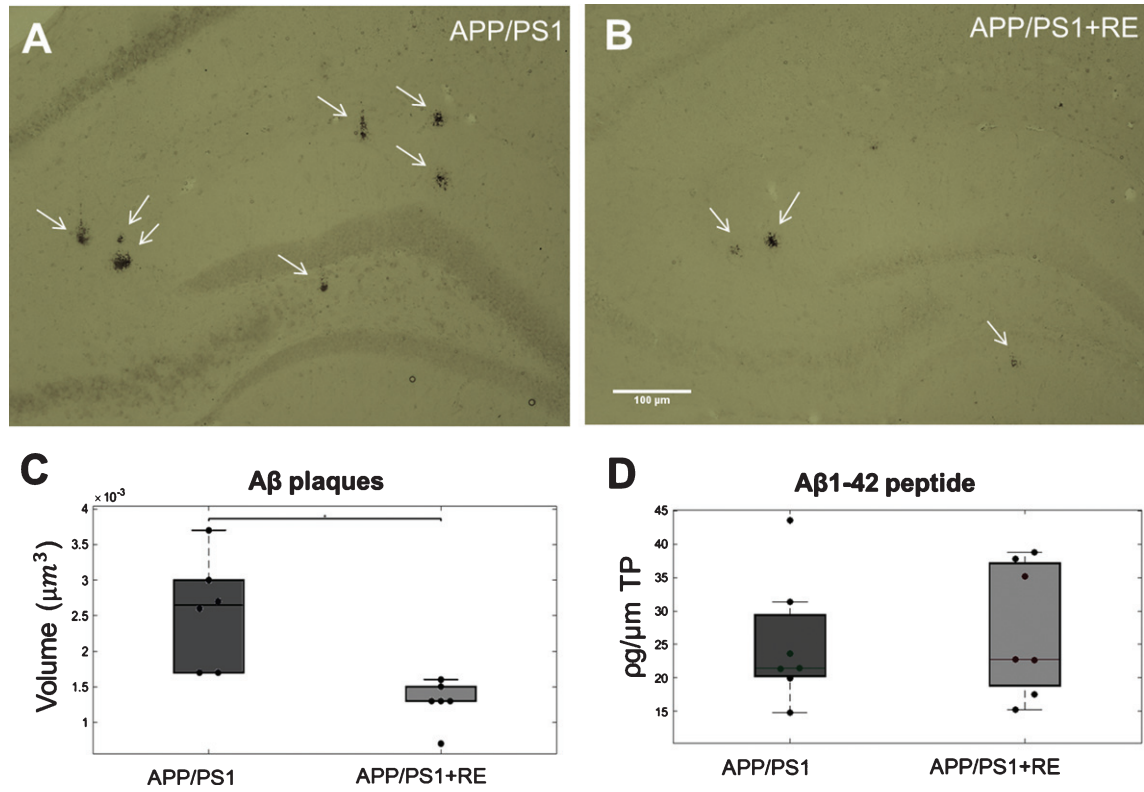 A
APP/PS1
B
APP/PS1+RE
100 µm
C
Aβ plaques
× 10⁻³
4
3.5
3
2.5
2
1.5
1
Volume (μm³)
APP/PS1
APP/PS1+RE
D
Aβ1-42 peptide
45
40
35
30
25
20
15
ρg/μm TP
APP/PS1
APP/PS1+RE